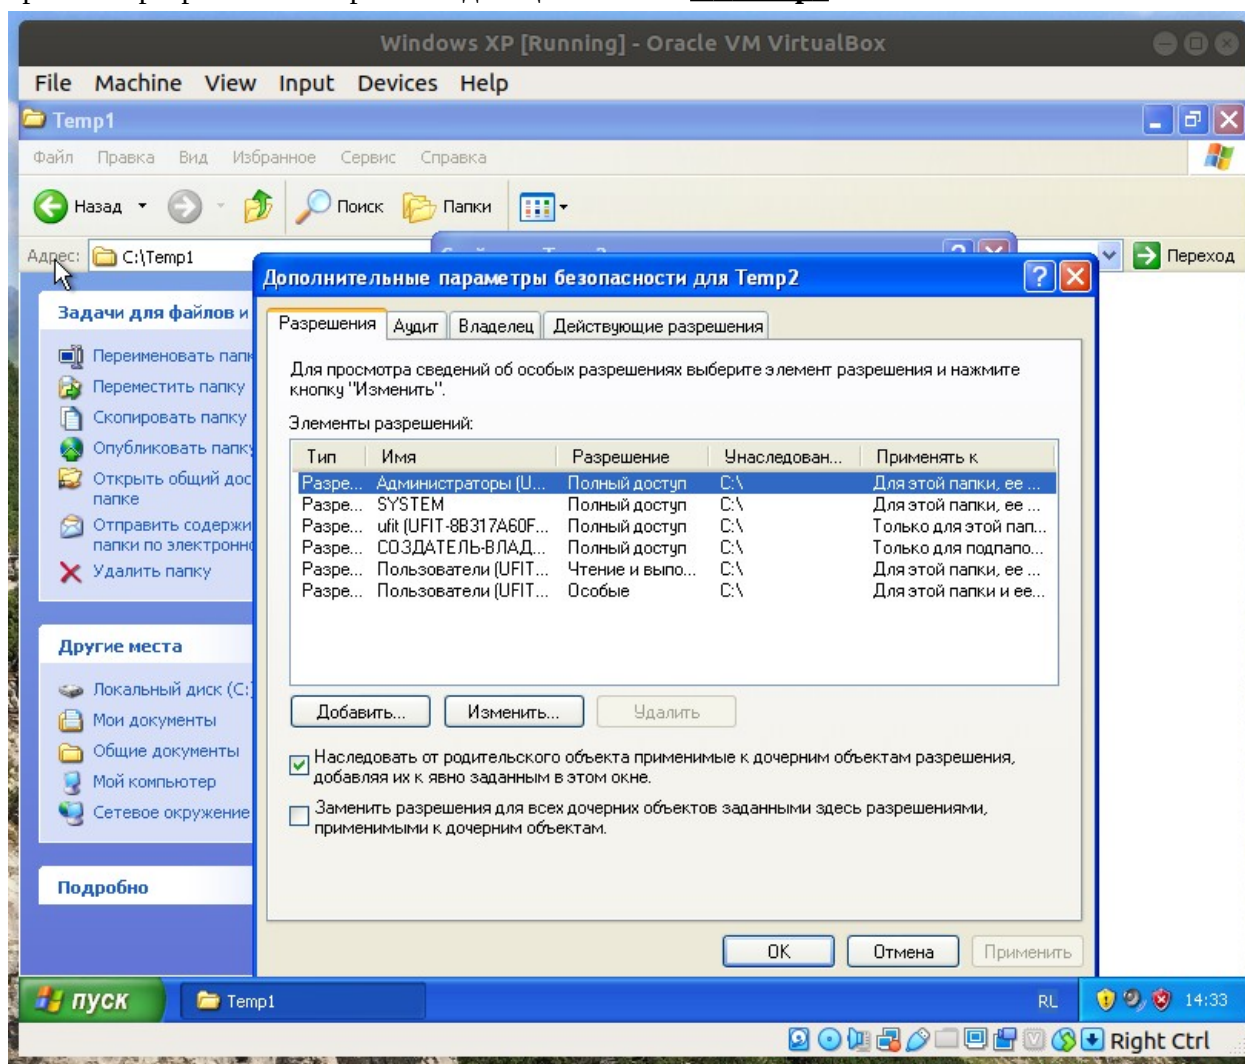 Windows XP [Running] - Oracle VM VirtualBox
File Machine View Input Devices Help
Temp1
Файл Правка Вид Избранное Сервис Справка
Назад Поиск Папки
Адрес: C:\Temp1 Переход
Дополнительные параметры безопасности для Temp2
Задачи для файлов и
Переименовать папк
Переместить папку
Скопировать папку
Опубликовать папку
Открыть общий дос
папке
Отправить содержи
папки по электронно
Удалить папку
Другие места
Локальный диск (C:)
Мои документы
Общие документы
Мой компьютер
Сетевое окружение
Подробно
Разрешения Аудит Владелец Действующие разрешения
Для просмотра сведений об особых разрешениях выберите элемент разрешения и нажмите
кнопку "Изменить".
Элементы разрешений:
Тип Имя Разрешение Унаследован... Применять к
Разре... Администраторы (U... Полный доступ C:\ Для этой папки, ее ...
Разре... SYSTEM Полный доступ C:\ Для этой папки, ее ...
Разре... ufit (UFIT-8B317A60F... Полный доступ C:\ Только для этой пап...
Разре... СОЗДАТЕЛЬ-ВЛАД... Полный доступ C:\ Только для подпапо...
Разре... Пользователи (UFIT... Чтение и выпо... C:\ Для этой папки, ее ...
Разре... Пользователи (UFIT... Особые C:\ Для этой папки и ее...
Добавить... Изменить... Удалить
Наследовать от родительского объекта применимые к дочерним объектам разрешения,
добавляя их к явно заданным в этом окне.
Заменить разрешения для всех дочерних объектов заданными здесь разрешениями,
применимыми к дочерним объектам.
OK Отмена Применить
пуск Temp1 RL 14:33
Right Ctrl